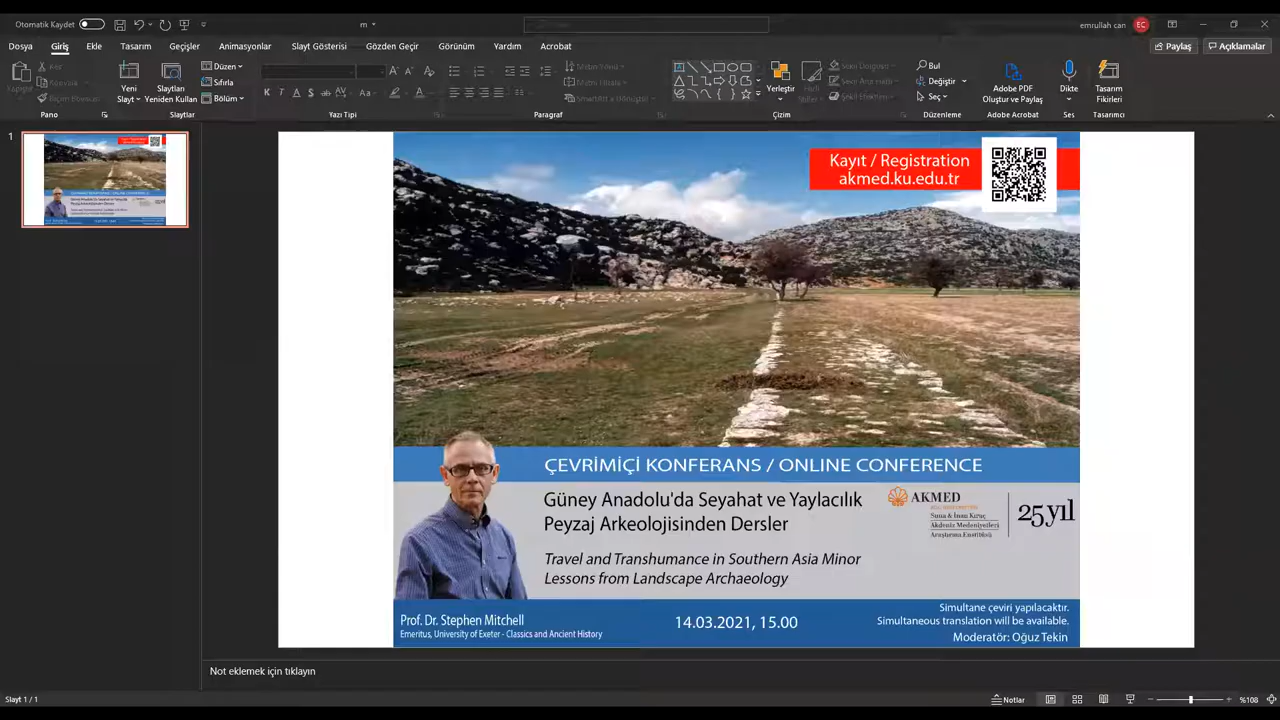 Otomatik Kaydet
m
emrullah can
EC
Dosya Giriş Ekle Tasarım Geçişler Animasyonlar Slayt Gösterisi Gözden Geçir Görünüm Yardım Acrobat
Paylaş
Açıklamalar
Yapıştır
Kes
Pano
Yeni
Slayt
Slaytları
Yeniden Kullan
Düzen
Sıfırla
Bölüm
Slaytlar
Yazı Tipi
Paragraf
Yerleştir
Çizim
Bul
Değiştir
Seç
Düzenleme
Adobe PDF
Oluştur ve Paylaş
Adobe Acrobat
Dikte
Ses
Tasarım
Fikirleri
Tasarımcı
1
Kayıt / Registration
akmed.ku.edu.tr
ÇEVRİMİÇİ KONFERANS / ONLINE CONFERENCE
Güney Anadolu'da Seyahat ve Yaylacılık
Peyzaj Arkeolojisinden Dersler
Travel and Transhumance in Southern Asia Minor
Lessons from Landscape Archaeology
AKMED
Suna & İnan Kıraç
Akdeniz Medeniyetleri
Araştırma Enstitüsü
25 yıl
Prof. Dr. Stephen Mitchell
Emeritus, University of Exeter - Classics and Ancient History
14.03.2021, 15.00
Simultane çeviri yapılacaktır.
Simultaneous translation will be available.
Moderatör: Oğuz Tekin
Not eklemek için tıklayın
Slayt 1 / 1
Notlar
%108